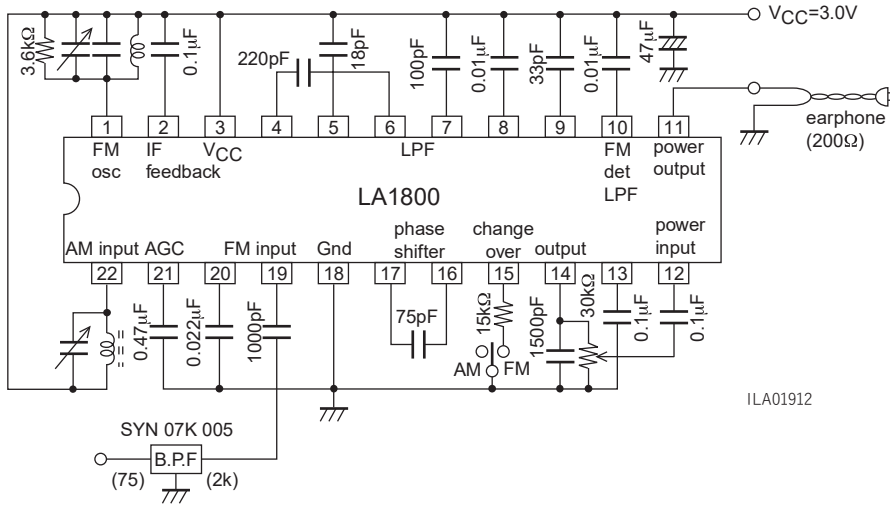 VCC=3.0V
3.6kΩ
0.1μF
220pF
18pF
100pF
0.01μF
33pF
0.01μF
47μF
earphone
(200Ω)
1 2 3 4 5 6 7 8 9 10 11
FM osc
IF feedback
VCC
LPF
FM det LPF
power output
LA1800
AM input AGC FM input Gnd
phase shifter
change over
output
power input
22 21 20 19 18 17 16 15 14 13 12
0.47μF
0.022μF
1000pF
75pF
15kΩ
AM FM
1500pF
30kΩ
0.1μF
0.1μF
ILA01912
SYN 07K 005
(75) B.P.F (2k)